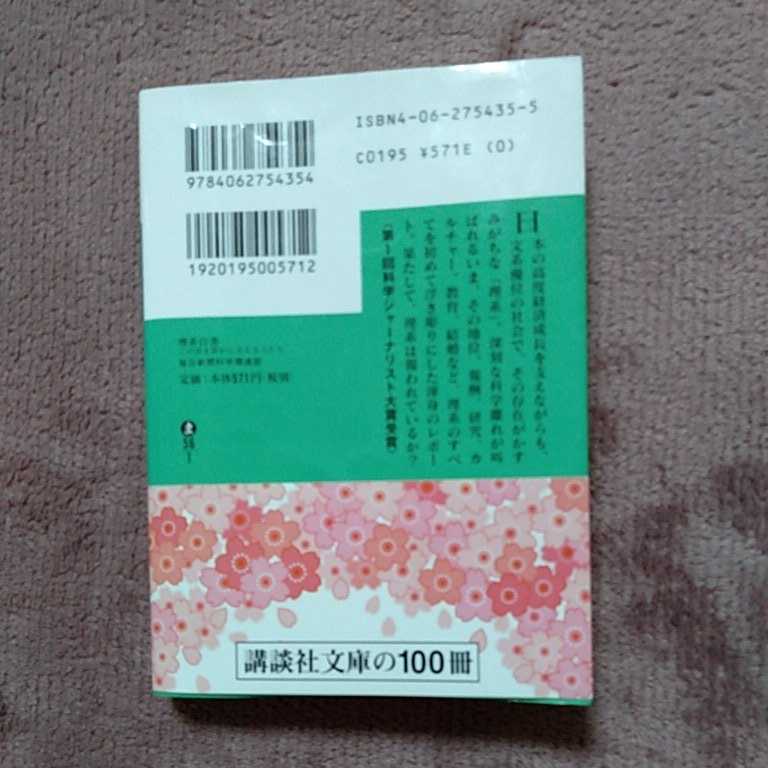 ISBN4-06-275435-5
C0195 ¥571E (0)
9784062754354
1920195005712
日本の高度経済成長を支えながらも、
文系優位の社会で、その存在がかす
みがちな「理系」。深刻な科学離れが叫
ばれるいま、その地位、報酬、研究、カ
ルチャー、教育、結婚など、理系のすべ
てを初めて浮き彫りにした渾身のレポー
ト。果たして、理系は報われているか?
(第1回科学ジャーナリスト大賞受賞)
理系白書
毎日新聞科学環境部
定価:本体571円(税別)
講談社文庫の100冊